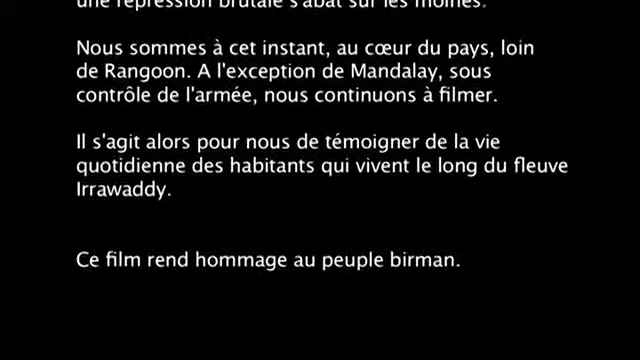 une répression brutale s'abat sur les moines.
Nous sommes à cet instant, au cœur du pays, loin
de Rangoon. A l'exception de Mandalay, sous
contrôle de l'armée, nous continuons à filmer.
Il s'agit alors pour nous de témoigner de la vie
quotidienne des habitants qui vivent le long du fleuve
Irrawaddy.
Ce film rend hommage au peuple birman.